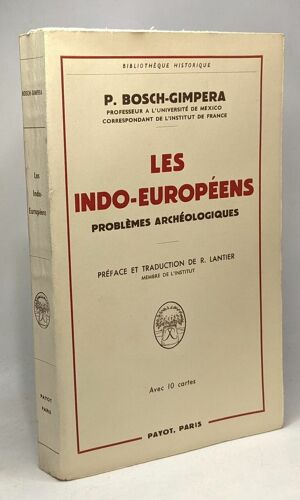 BOSCH-GIMPERA
Les
Indo-
Européens
PAYOT
PARIS
BIBLIOTHÈQUE HISTORIQUE
P. BOSCH-GIMPERA
PROFESSEUR A L'UNIVERSITÉ DE MEXICO
CORRESPONDANT DE L'INSTITUT DE FRANCE
LES
INDO-EUROPÉENS
PROBLÈMES ARCHÉOLOGIQUES
PRÉFACE ET TRADUCTION DE R. LANTIER
MEMBRE DE L'INSTITUT
Avec 10 cartes
PAYOT, PARIS